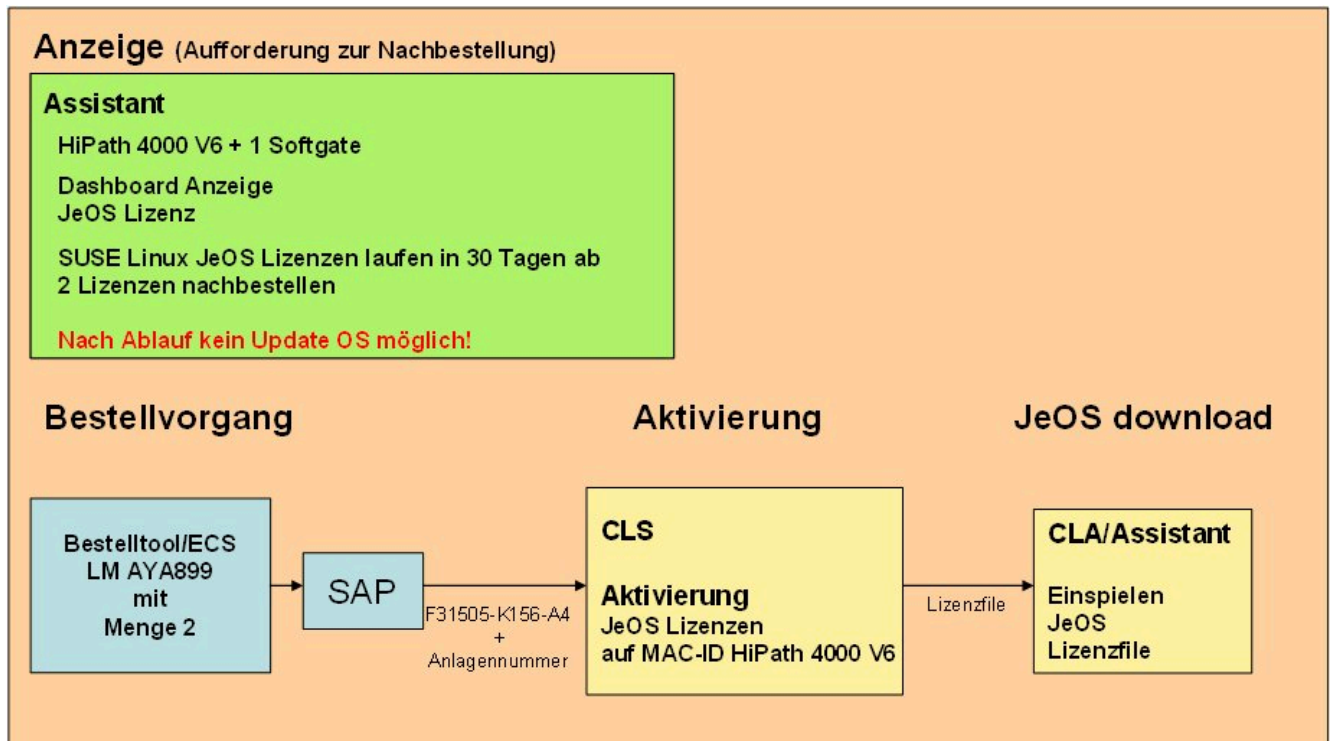 Anzeige (Aufforderung zur Nachbestellung)
Assistant
HiPath 4000 V6 + 1 Softgate
Dashboard Anzeige
JeOS Lizenz
SUSE Linux JeOS Lizenzen laufen in 30 Tagen ab
2 Lizenzen nachbestellen
Nach Ablauf kein Update OS möglich!
Bestellvorgang
Aktivierung
JeOS download
Bestelltool/ECS
LM AYA899
mit
Menge 2
SAP
F31505-K156-A4
+
Anlagennummer
CLS
Aktivierung
JeOS Lizenzen
auf MAC-ID HiPath 4000 V6
Lizenzfile
CLA/Assistant
Einspielen
JeOS
Lizenzfile